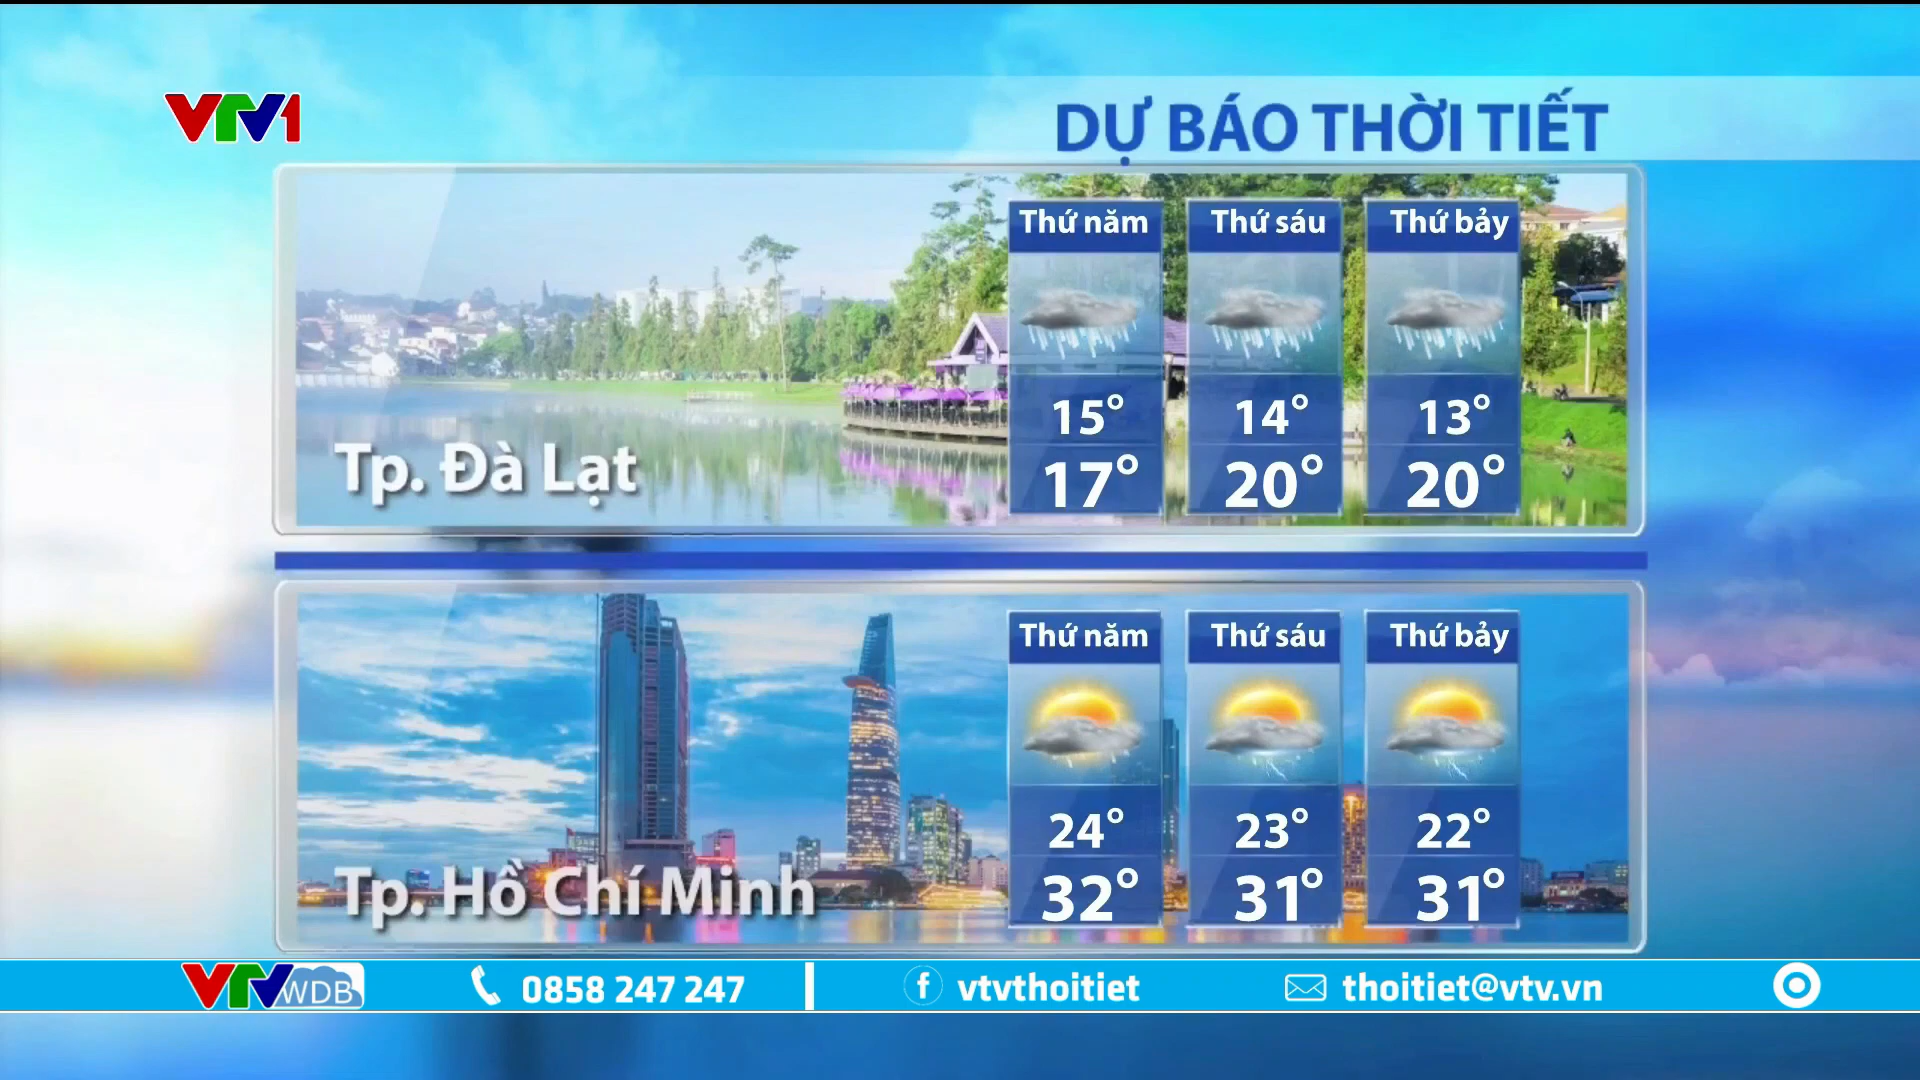 VTV1
DỰ BÁO THỜI TIẾT
Thứ năm Thứ sáu Thứ bảy
15° 14° 13°
17° 20° 20°
Tp. Đà Lạt
Thứ năm Thứ sáu Thứ bảy
24° 23° 22°
32° 31° 31°
Tp. Hồ Chí Minh
VTV WDB 0858 247 247 vtvthoitiet thoitiet@vtv.vn